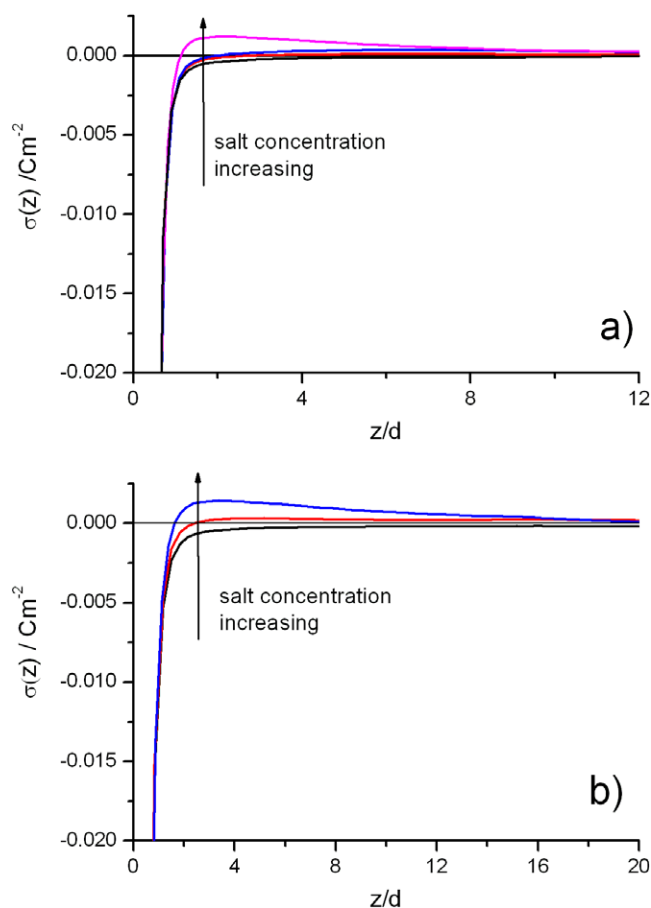 a)
0.000
-0.005
-0.010
-0.015
-0.020
σ(z) /Cm⁻²
salt concentration
increasing
0 4 8 12
z/d
b)
0.000
-0.005
-0.010
-0.015
-0.020
σ(z) / Cm⁻²
salt concentration
increasing
0 4 8 12 16 20
z/d